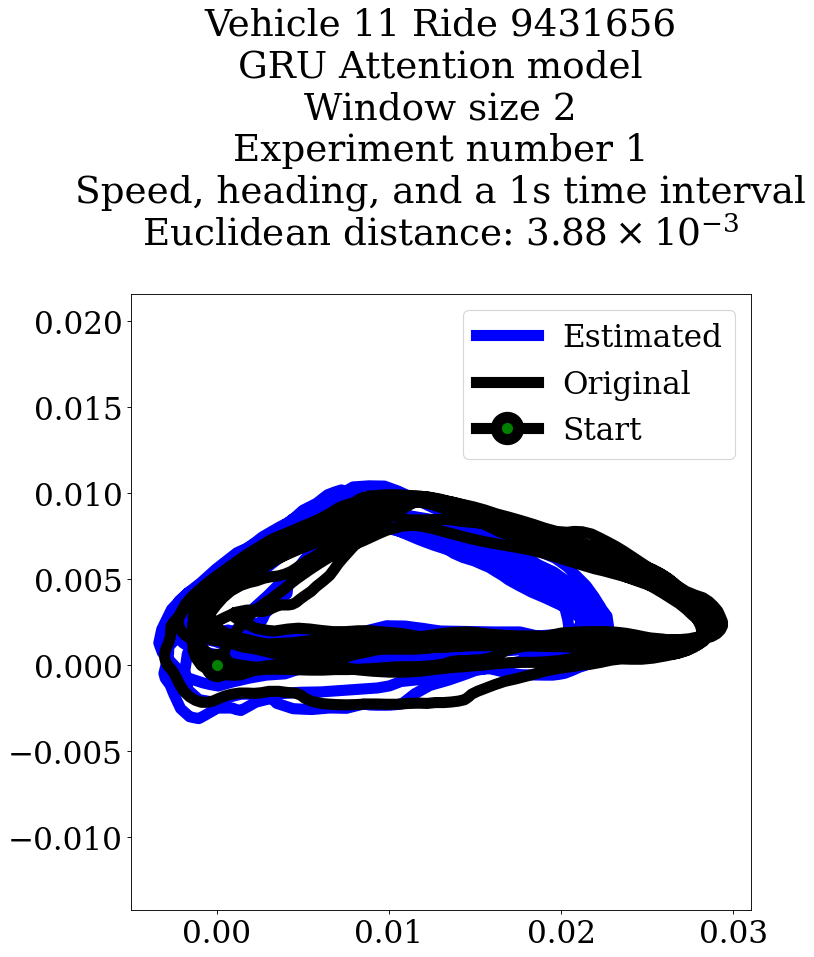 Vehicle 11 Ride 9431656
GRU Attention model
Window size 2
Experiment number 1
Speed, heading, and a 1s time interval
Euclidean distance: 3.88 × 10⁻³
Estimated
Original
Start
0.020
0.015
0.010
0.005
0.000
−0.005
−0.010
0.00 0.01 0.02 0.03